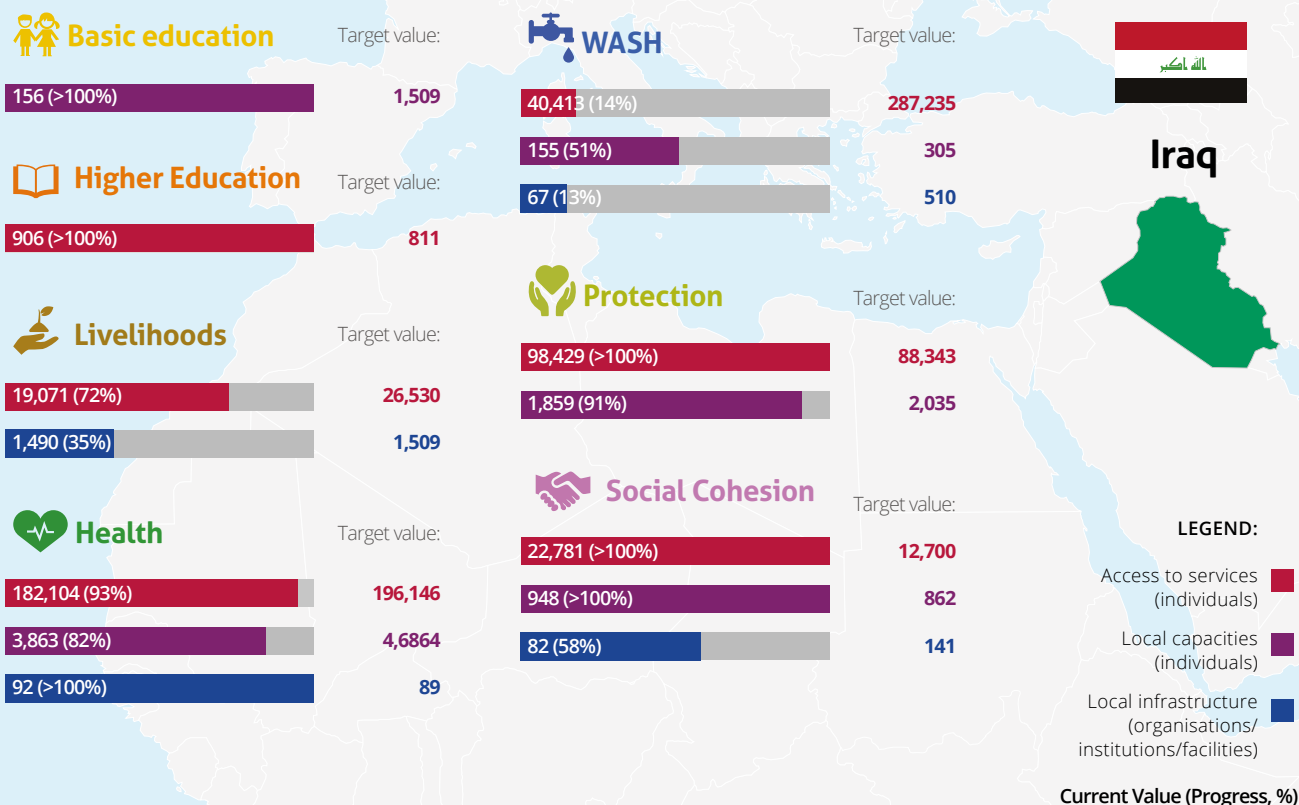 Basic education
Target value:
156 (>100%)
1,509
Higher Education
Target value:
906 (>100%)
811
Livelihoods
Target value:
19,071 (72%)
26,530
1,490 (35%)
1,509
Health
Target value:
182,104 (93%)
196,146
3,863 (82%)
4,6864
92 (>100%)
89
WASH
Target value:
40,413 (14%)
287,235
155 (51%)
305
67 (13%)
510
Protection
Target value:
98,429 (>100%)
88,343
1,859 (91%)
2,035
Social Cohesion
Target value:
22,781 (>100%)
12,700
948 (>100%)
862
82 (58%)
141
الله اكبر
Iraq
LEGEND:
Access to services
(individuals)
Local capacities
(individuals)
Local infrastructure
(organisations/
institutions/facilities)
Current Value (Progress, %)